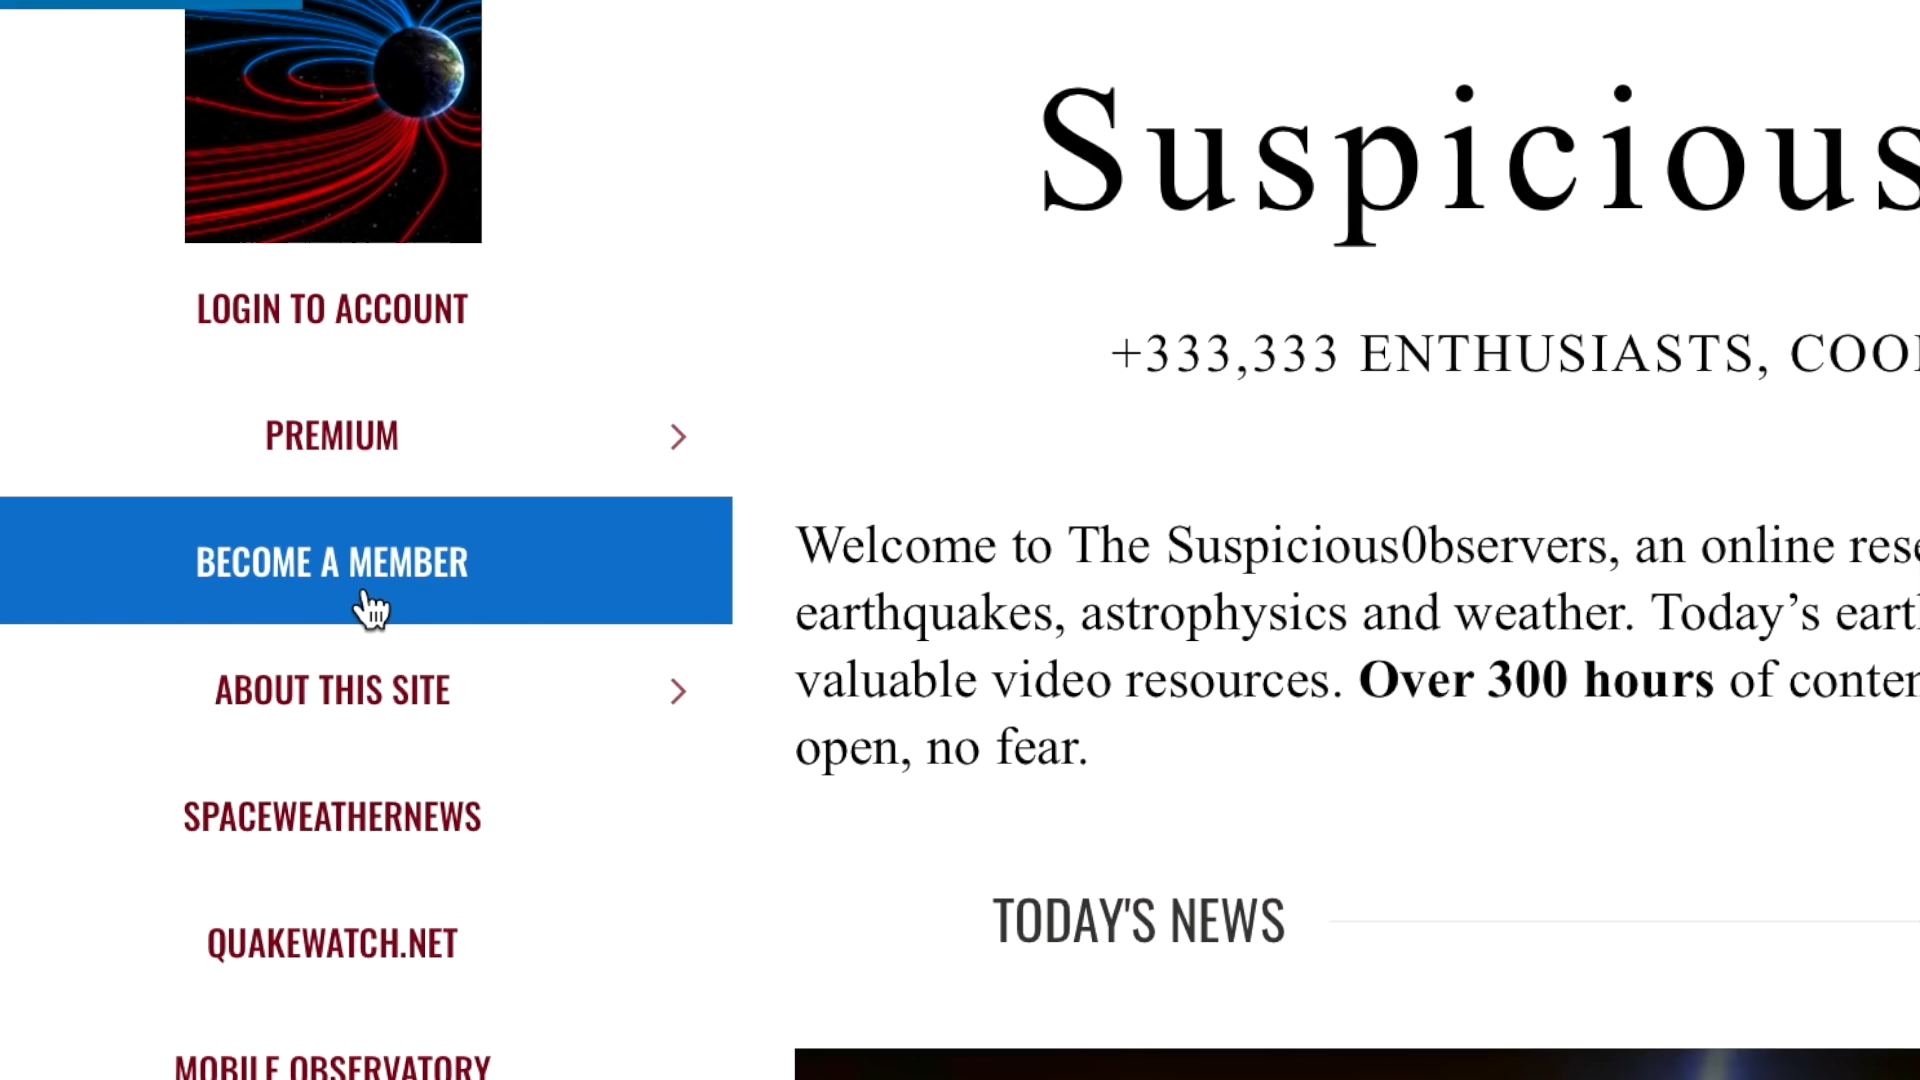 LOGIN TO ACCOUNT
PREMIUM
BECOME A MEMBER
ABOUT THIS SITE
SPACEWEATHERNEWS
QUAKEWATCH.NET
MOBILE OBSERVATORY
Suspicious
+333,333 ENTHUSIASTS,
Welcome to The Suspicious0bservers, an online
earthquakes, astrophysics and weather. Today’s
valuable video resources. Over 300 hours of
open, no fear.
TODAY'S NEWS